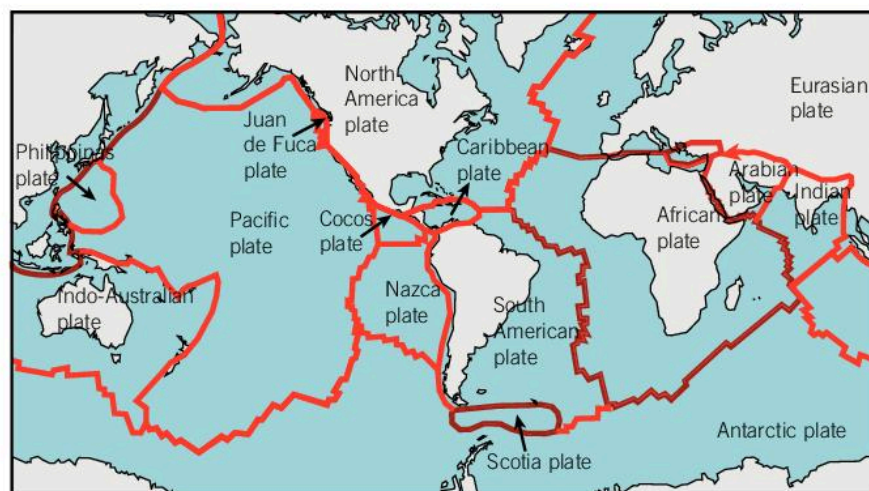 North
America
plate
Eurasian
plate
Juan
de Fuca
plate
Caribbean
plate
Philippinas
plate
Arabian
plate
Indian
plate
Pacific
plate
Cocos
plate
African
plate
Indo-Australian
plate
Nazca
plate
South
American
plate
Antarctic plate
Scotia plate